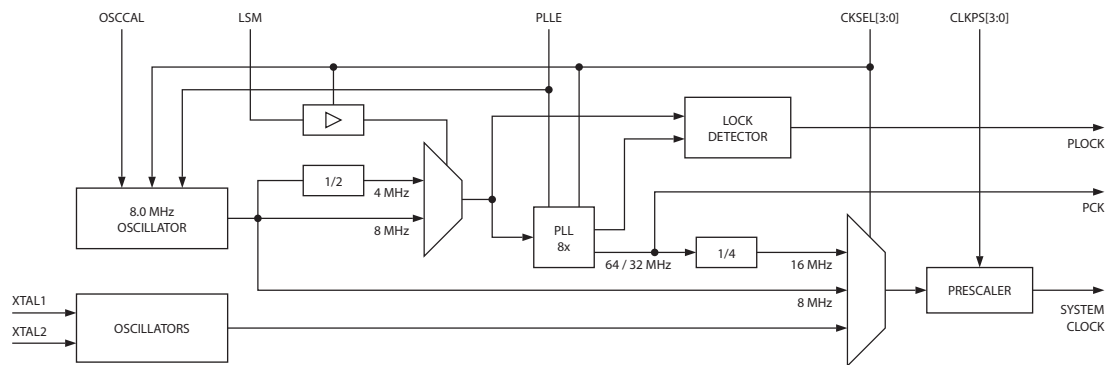 OSCCAL
LSM
PLLE
CKSEL[3:0]
CLKPS[3:0]
LOCK
DETECTOR
PLOCK
1/2
4 MHz
8.0 MHz
OSCILLATOR
8 MHz
PLL
8x
PCK
64 / 32 MHz
1/4
16 MHz
8 MHz
PRESCALER
SYSTEM
CLOCK
XTAL1
XTAL2
OSCILLATORS